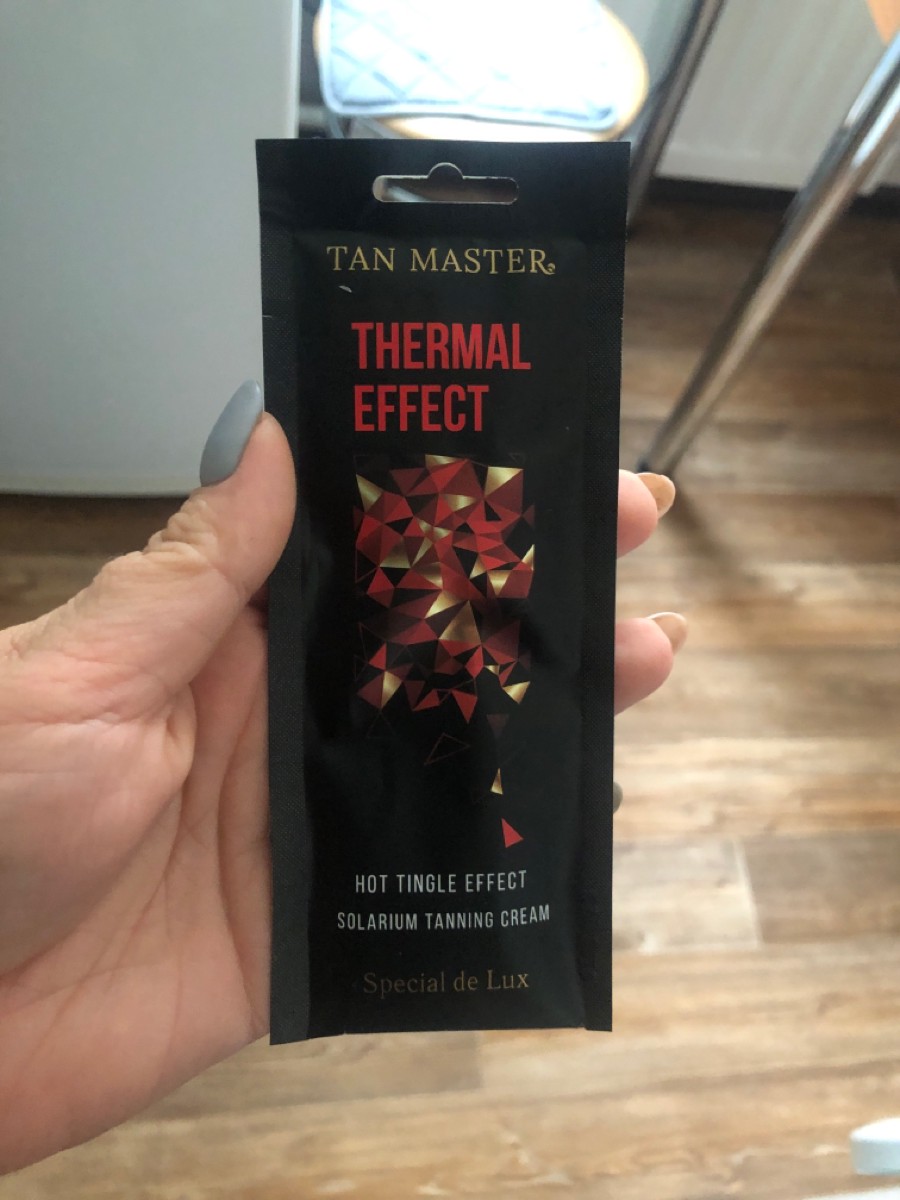 TAN MASTER
THERMAL
EFFECT
HOT TINGLE EFFECT
SOLARIUM TANNING CREAM
Special de Lux